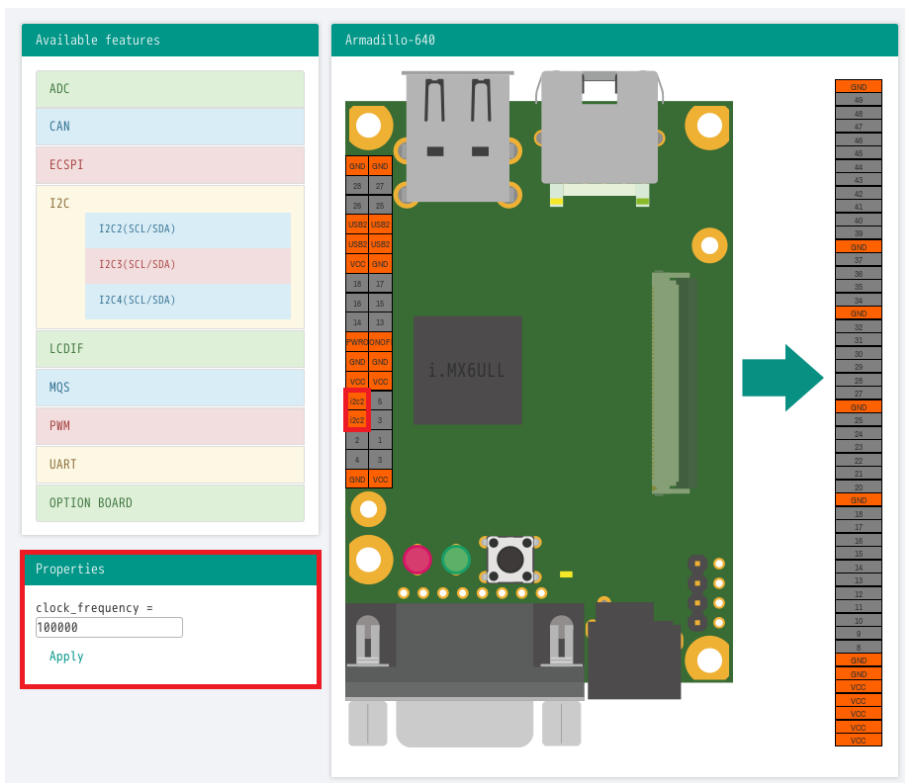 Available features
ADC
CAN
ECSPI
I2C
I2C2(SCL/SDA)
I2C3(SCL/SDA)
I2C4(SCL/SDA)
LCDIF
MQS
PWM
UART
OPTION BOARD
Properties
clock_frequency =
100000
Apply
Armadillo-640
GND GND
28 27
26 25
USB2 USB2
USB2 USB2
VCC GND
18 17
16 15
14 13
PWRO ONOF
GND GND
VCC VCC
i2c2 5
i2c2 3
2 1
4 3
GND VCC
i.MX6ULL
GND
49
48
47
46
45
44
43
42
41
40
39
GND
37
36
35
34
GND
32
31
30
29
28
27
GND
25
24
23
22
21
20
GND
18
17
16
15
14
13
12
11
10
9
8
GND
GND
VCC
VCC
VCC
VCC
VCC